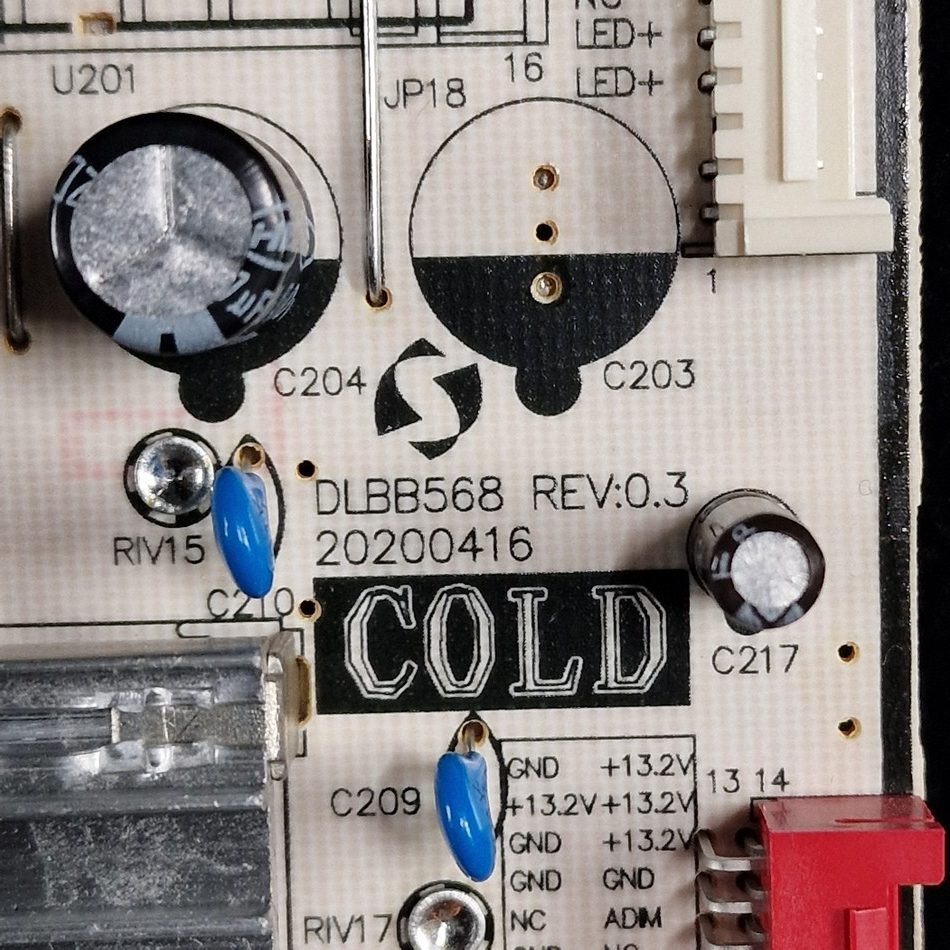 LED+
U201
JP18
16
LED+
1
C204
C203
DLBB568 REV:0.3
20200416
RIV15
C210
COLD
C217
C209
GND +13.2V
13 14
+13.2V +13.2V
GND +13.2V
GND GND
NC ADIM
RIV17